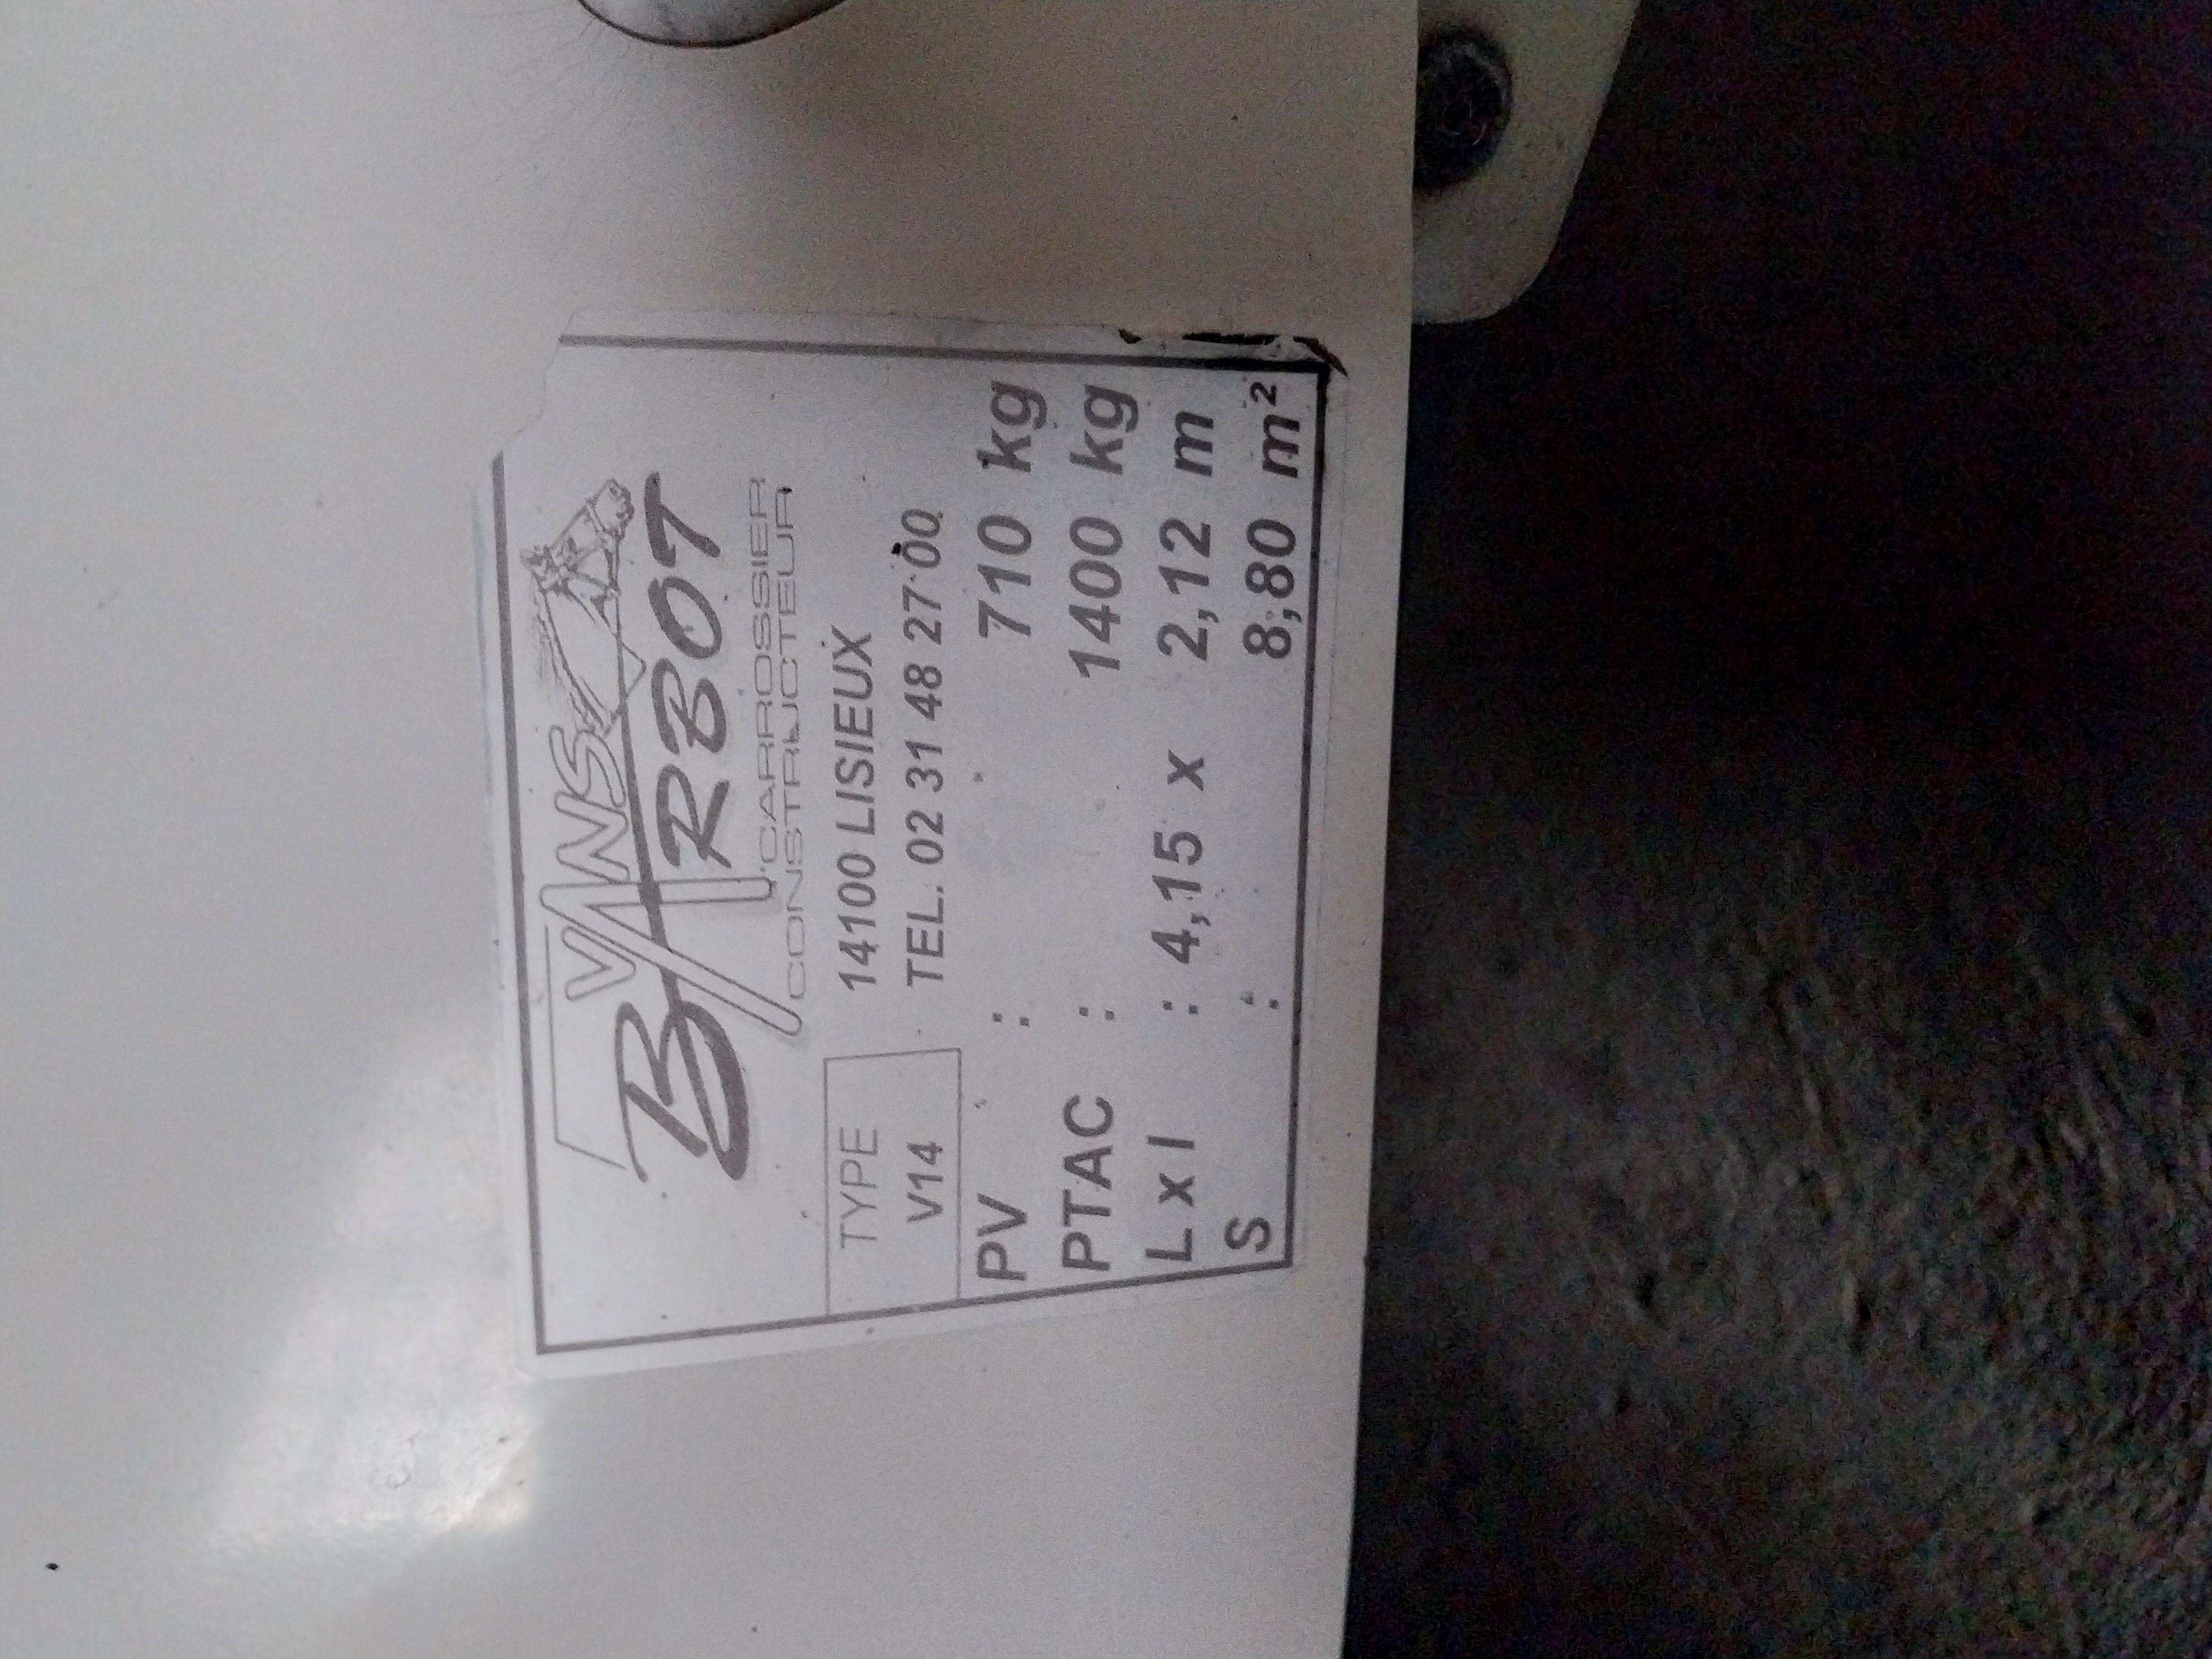 VANS
BARBOT
CARROSSIER
CONSTRUCTEUR
TYPE
V14
14100 LISIEUX
TEL. 02 31 48 27 00
PV : 710 kg
PTAC : 1400 kg
L x l : 4,15 x 2,12 m
S : 8,80 m²